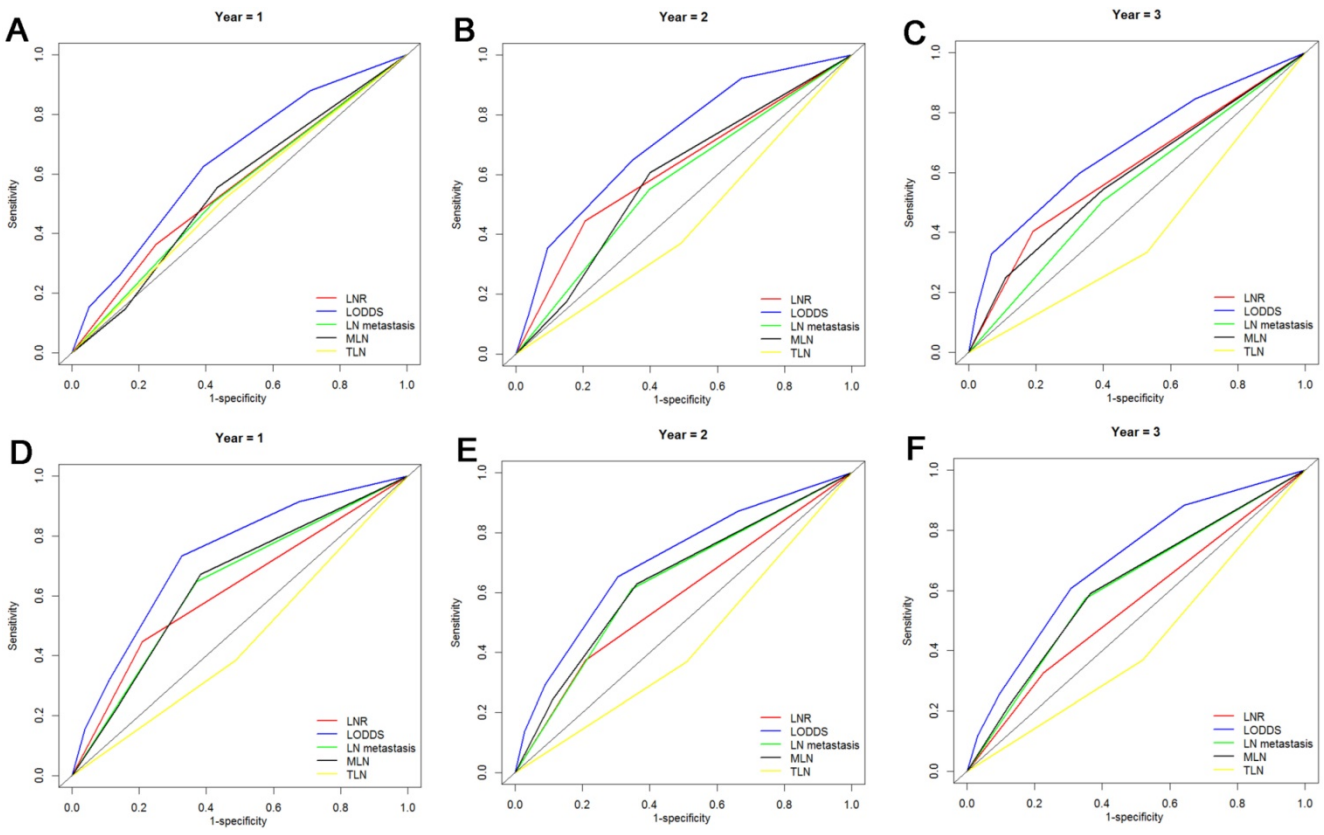 A
Year = 1
Sensitivity
1.0
0.8
0.6
0.4
0.2
0.0
LNR
LODDS
LN metastasis
MLN
TLN
0.0 0.2 0.4 0.6 0.8 1.0
1-specificity
B
Year = 2
Sensitivity
1.0
0.8
0.6
0.4
0.2
0.0
LNR
LODDS
LN metastasis
MLN
TLN
0.0 0.2 0.4 0.6 0.8 1.0
1-specificity
C
Year = 3
Sensitivity
1.0
0.8
0.6
0.4
0.2
0.0
LNR
LODDS
LN metastasis
MLN
TLN
0.0 0.2 0.4 0.6 0.8 1.0
1-specificity
D
Year = 1
Sensitivity
1.0
0.8
0.6
0.4
0.2
0.0
LNR
LODDS
LN metastasis
MLN
TLN
0.0 0.2 0.4 0.6 0.8 1.0
1-specificity
E
Year = 2
Sensitivity
1.0
0.8
0.6
0.4
0.2
0.0
LNR
LODDS
LN metastasis
MLN
TLN
0.0 0.2 0.4 0.6 0.8 1.0
1-specificity
F
Year = 3
Sensitivity
1.0
0.8
0.6
0.4
0.2
0.0
LNR
LODDS
LN metastasis
MLN
TLN
0.0 0.2 0.4 0.6 0.8 1.0
1-specificity